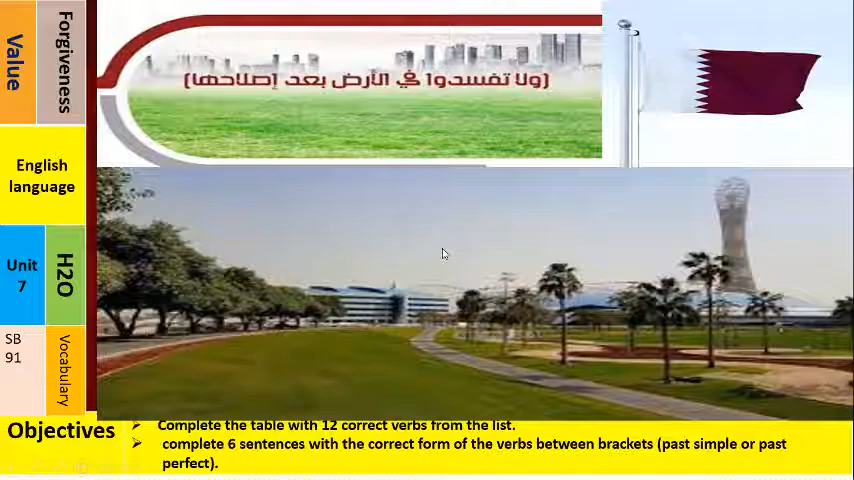 Value
Forgiveness
English
language
Unit
7
H2O
SB
91
Vocabulary
(ولا تفسدوا في الأرض بعد إصلاحها)
Objectives
Complete the table with 12 correct verbs from the list.
complete 6 sentences with the correct form of the verbs between brackets (past simple or past
perfect).